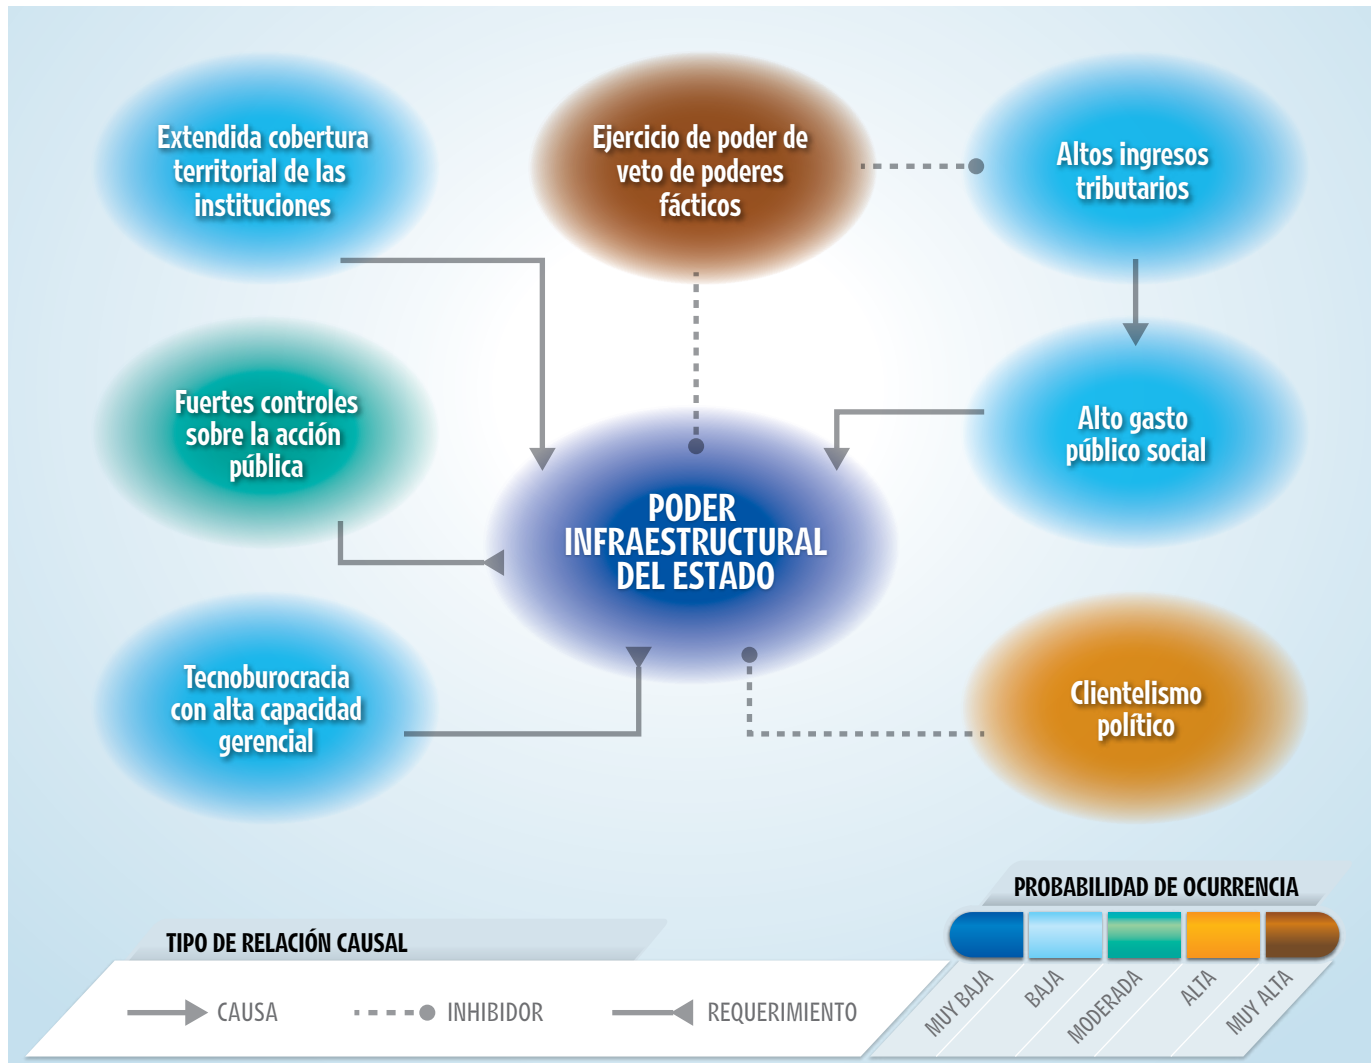 Extendida cobertura
territorial de las
instituciones
Ejercicio de poder de
veto de poderes
fácticos
Altos ingresos
tributarios
Fuertes controles
sobre la acción
pública
Alto gasto
público social
PODER
INFRAESTRUCTURAL
DEL ESTADO
Tecnoburocracia
con alta capacidad
gerencial
Clientelismo
político
PROBABILIDAD DE OCURRENCIA
MUY BAJA
BAJA
MODERADA
ALTA
MUY ALTA
TIPO DE RELACIÓN CAUSAL
CAUSA
INHIBIDOR
REQUERIMIENTO